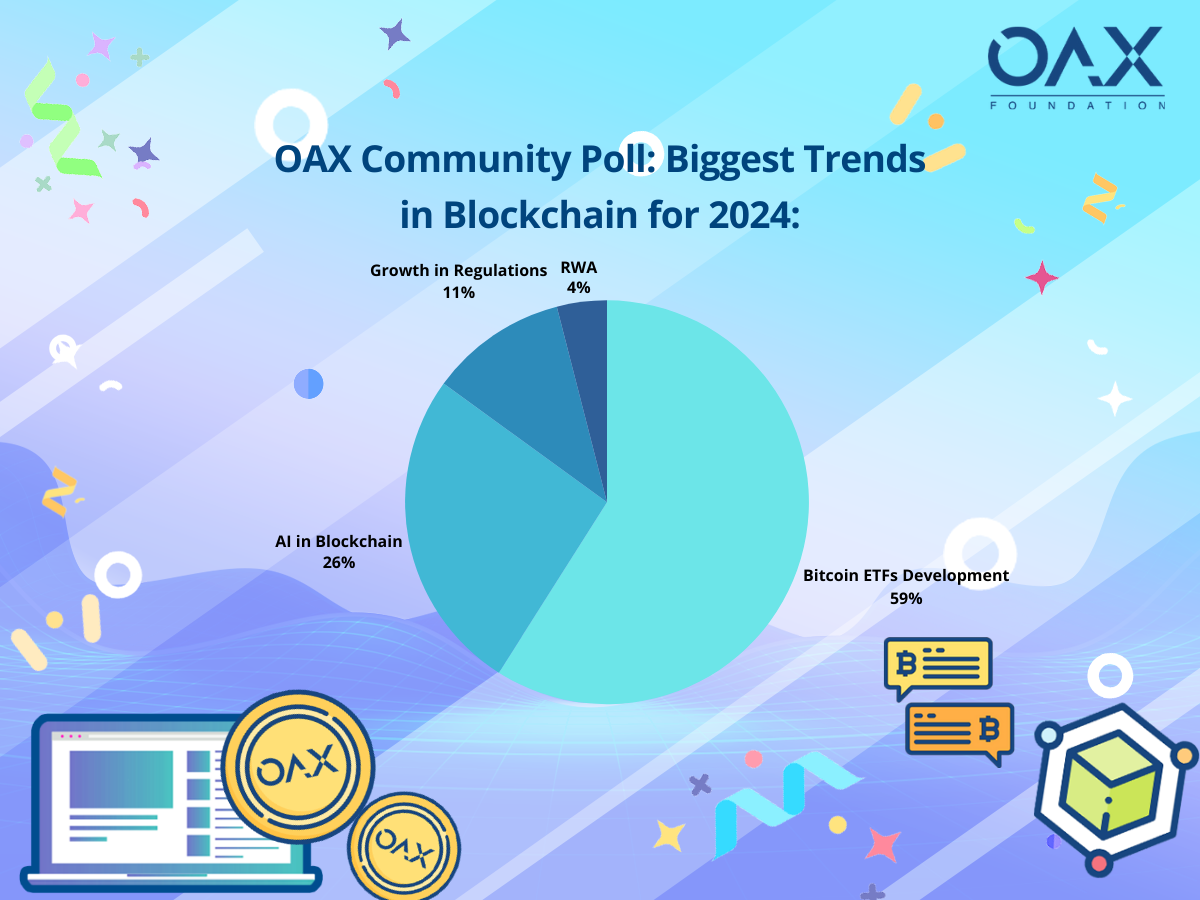 OAX
FOUNDATION
OAX Community Poll: Biggest Trends
in Blockchain for 2024:
Growth in Regulations
11%
RWA
4%
AI in Blockchain
26%
Bitcoin ETFs Development
59%
OAX
OAX